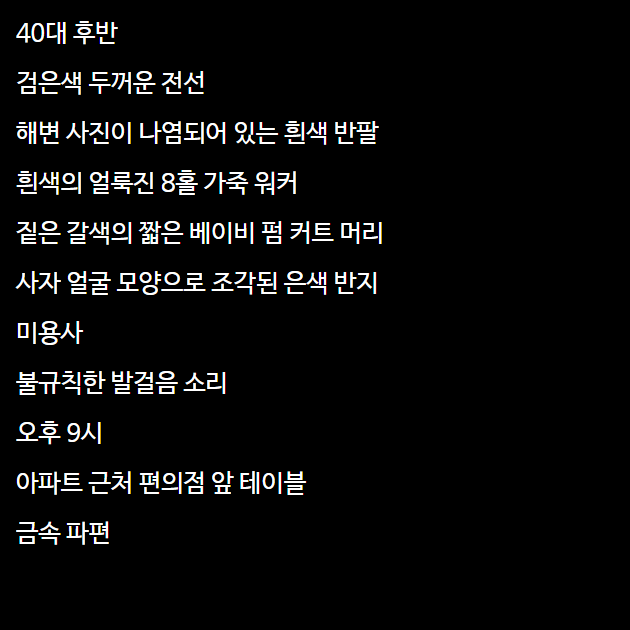 40대 후반
검은색 두꺼운 전선
해변 사진이 나염되어 있는 흰색 반팔
흰색의 얼룩진 8홀 가죽 워커
짙은 갈색의 짧은 베이비 펌 커트 머리
사자 얼굴 모양으로 조각된 은색 반지
미용사
불규칙한 발걸음 소리
오후 9시
아파트 근처 편의점 앞 테이블
금속 파편